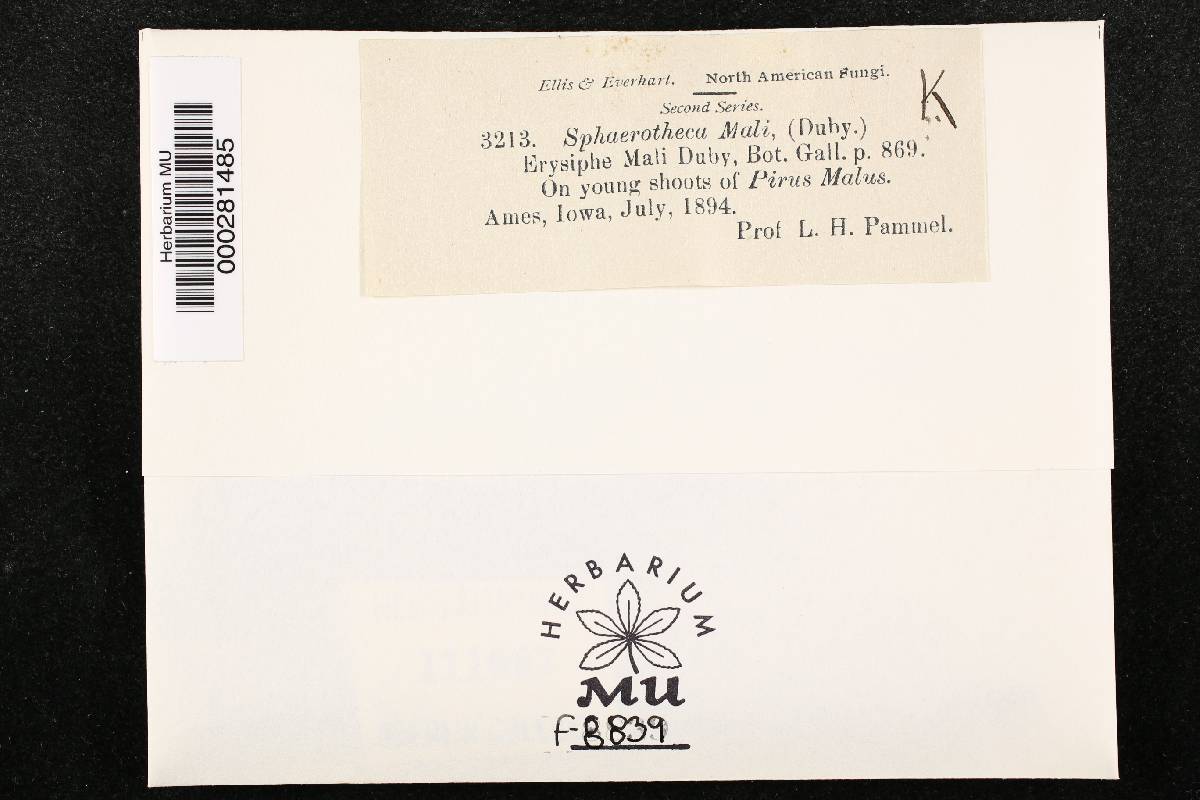 Ellis & Everhart. North American Fungi.
Second Series.
K
3213. Sphaerotheca Mali, (Duby.)
Erysiphe Mali Duby, Bot. Gall. p. 869.
On young shoots of Pirus Malus.
Ames, Iowa, July, 1894.
Prof L. H. Pammel.
Herbarium MU
000281485
HERBARIUM
MU